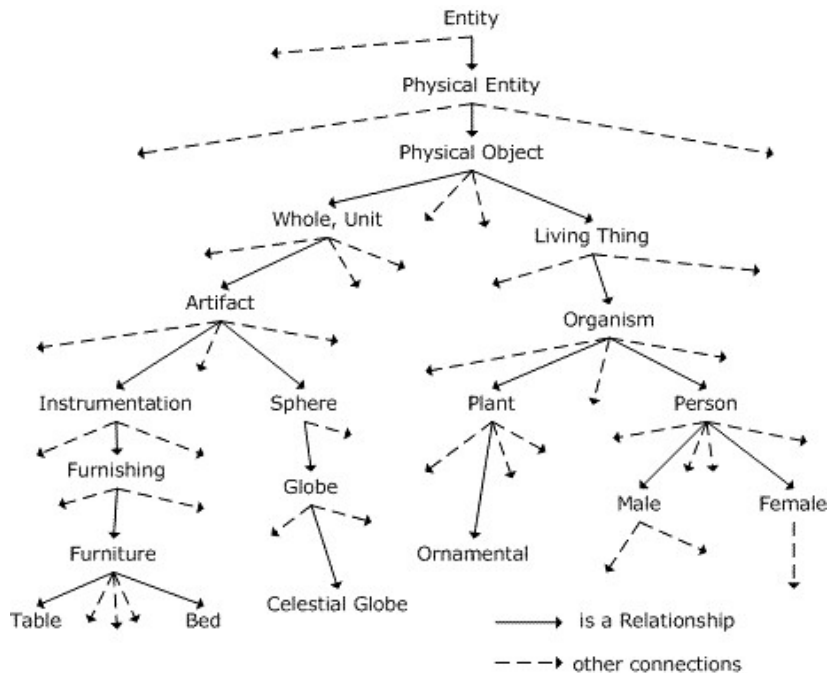 Entity
Physical Entity
Physical Object
Whole, Unit
Living Thing
Artifact
Organism
Instrumentation
Sphere
Plant
Person
Furnishing
Globe
Male
Female
Furniture
Ornamental
Celestial Globe
Table
Bed
is a Relationship
other connections